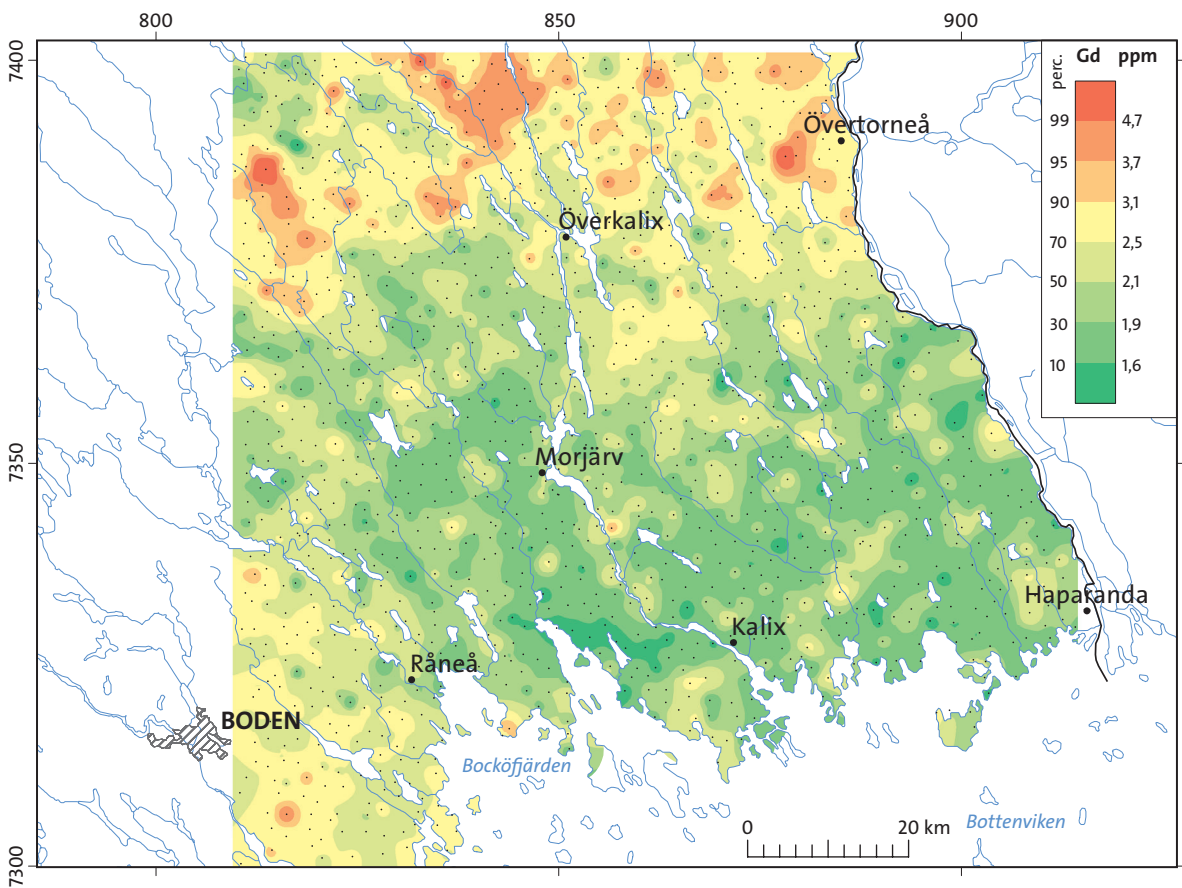 800
850
900
7400
7350
7300
perc.
Gd ppm
99
4,7
95
3,7
90
3,1
70
2,5
50
2,1
30
1,9
10
1,6
Övertorneå
Överkalix
Morjärv
Haparanda
Kalix
Råneå
BODEN
Bocköfjärden
Bottenviken
0
20 km